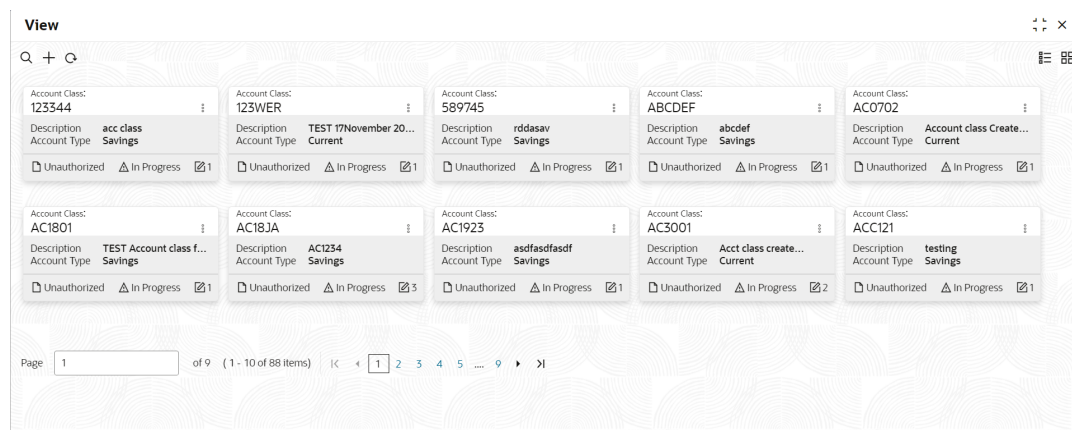 View
Account Class: Account Class: Account Class: Account Class: Account Class:
123344 123WER 589745 ABCDEF AC0702
Description acc class Description TEST 17November 20... Description rddasav Description abcdef Description Account class Create...
Account Type Savings Account Type Current Account Type Savings Account Type Savings Account Type Current
Unauthorized In Progress 1 Unauthorized In Progress 1 Unauthorized In Progress 1 Unauthorized In Progress 1 Unauthorized In Progress 1
Account Class: Account Class: Account Class: Account Class: Account Class:
AC1801 AC18JA AC1923 AC3001 ACC121
Description TEST Account class f... Description AC1234 Description asdfasdfasdf Description Acct class create... Description testing
Account Type Savings Account Type Savings Account Type Savings Account Type Current Account Type Savings
Unauthorized In Progress 1 Unauthorized In Progress 3 Unauthorized In Progress 1 Unauthorized In Progress 2 Unauthorized In Progress 1
Page 1 of 9 ( 1 - 10 of 88 items) 1 2 3 4 5 .... 9